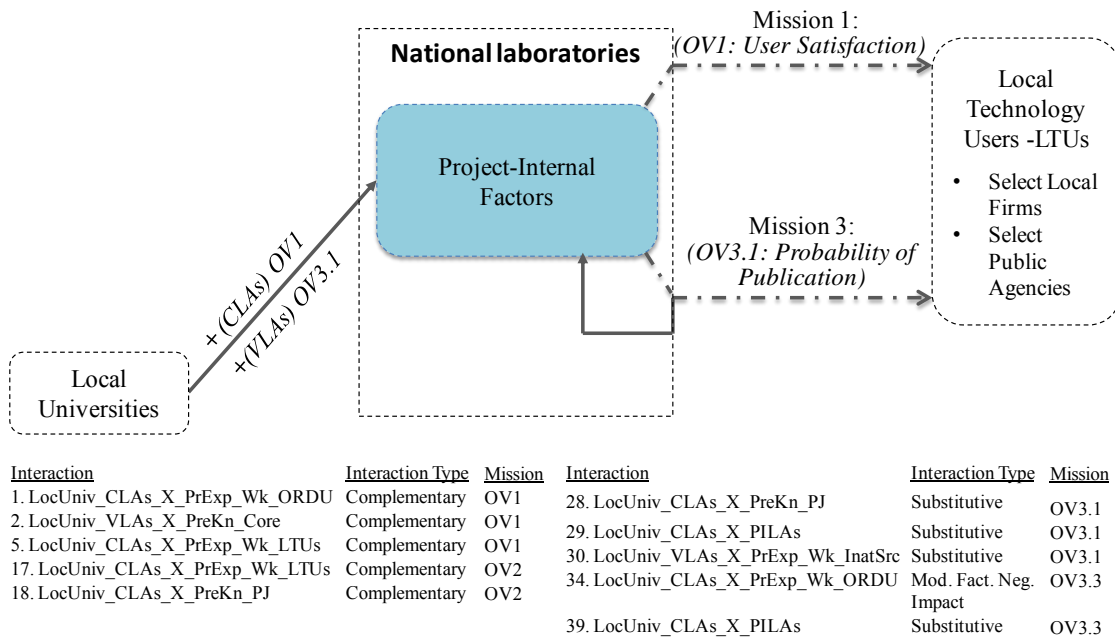 National laboratories
Project-Internal
Factors
Mission 1:
(OV1: User Satisfaction)
Mission 3:
(OV3.1: Probability of
Publication)
Local
Technology
Users -LTUs
• Select Local
Firms
• Select
Public
Agencies
+ (CLAs) OV1
+(VLAs) OV3.1
Local
Universities
Interaction Interaction Type Mission
1. LocUniv_CLAs_X_PrExp_Wk_ORDU Complementary OV1
2. LocUniv_VLAs_X_PreKn_Core Complementary OV1
5. LocUniv_CLAs_X_PrExp_Wk_LTUs Complementary OV1
17. LocUniv_CLAs_X_PrExp_Wk_LTUs Complementary OV2
18. LocUniv_CLAs_X_PreKn_PJ Complementary OV2
Interaction Interaction Type Mission
28. LocUniv_CLAs_X_PreKn_PJ Substitutive OV3.1
29. LocUniv_CLAs_X_PILAs Substitutive OV3.1
30. LocUniv_VLAs_X_PrExp_Wk_InatSrc Substitutive OV3.1
34. LocUniv_CLAs_X_PrExp_Wk_ORDU Mod. Fact. Neg. OV3.3
Impact
39. LocUniv_CLAs_X_PILAs Substitutive OV3.3